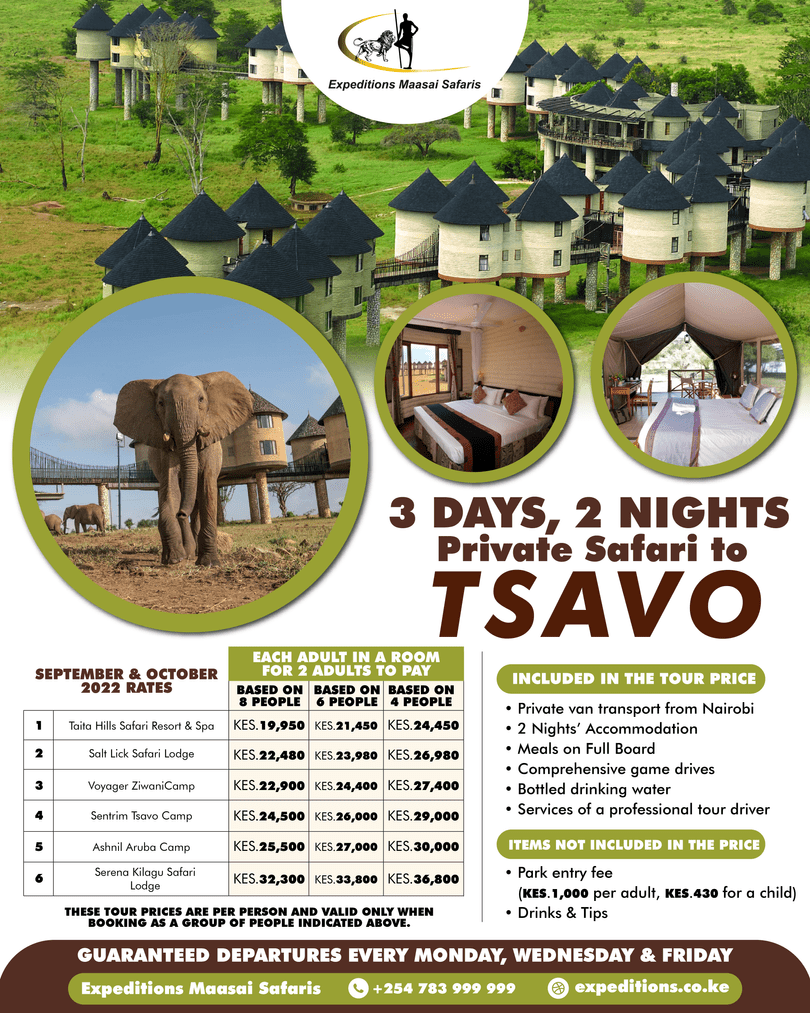 Expeditions Maasai Safaris
3 DAYS, 2 NIGHTS
Private Safari to
TSAVO
SEPTEMBER & OCTOBER
2022 RATES
EACH ADULT IN A ROOM
FOR 2 ADULTS TO PAY
BASED ON 8 PEOPLE BASED ON 6 PEOPLE BASED ON 4 PEOPLE
1 Taita Hills Safari Resort & Spa KES.19,950 KES.21,450 KES.24,450
2 Salt Lick Safari Lodge KES.22,480 KES.23,980 KES.26,980
3 Voyager ZiwaniCamp KES.22,900 KES.24,400 KES.27,400
4 Sentrim Tsavo Camp KES.24,500 KES.26,000 KES.29,000
5 Ashnil Aruba Camp KES.25,500 KES.27,000 KES.30,000
6 Serena Kilagu Safari Lodge KES.32,300 KES.33,800 KES.36,800
THESE TOUR PRICES ARE PER PERSON AND VALID ONLY WHEN
BOOKING AS A GROUP OF PEOPLE INDICATED ABOVE.
INCLUDED IN THE TOUR PRICE
• Private van transport from Nairobi
• 2 Nights’ Accommodation
• Meals on Full Board
• Comprehensive game drives
• Bottled drinking water
• Services of a professional tour driver
ITEMS NOT INCLUDED IN THE PRICE
• Park entry fee
(KES.1,000 per adult, KES.430 for a child)
• Drinks & Tips
GUARANTEED DEPARTURES EVERY MONDAY, WEDNESDAY & FRIDAY
Expeditions Maasai Safaris +254 783 999 999 expeditions.co.ke